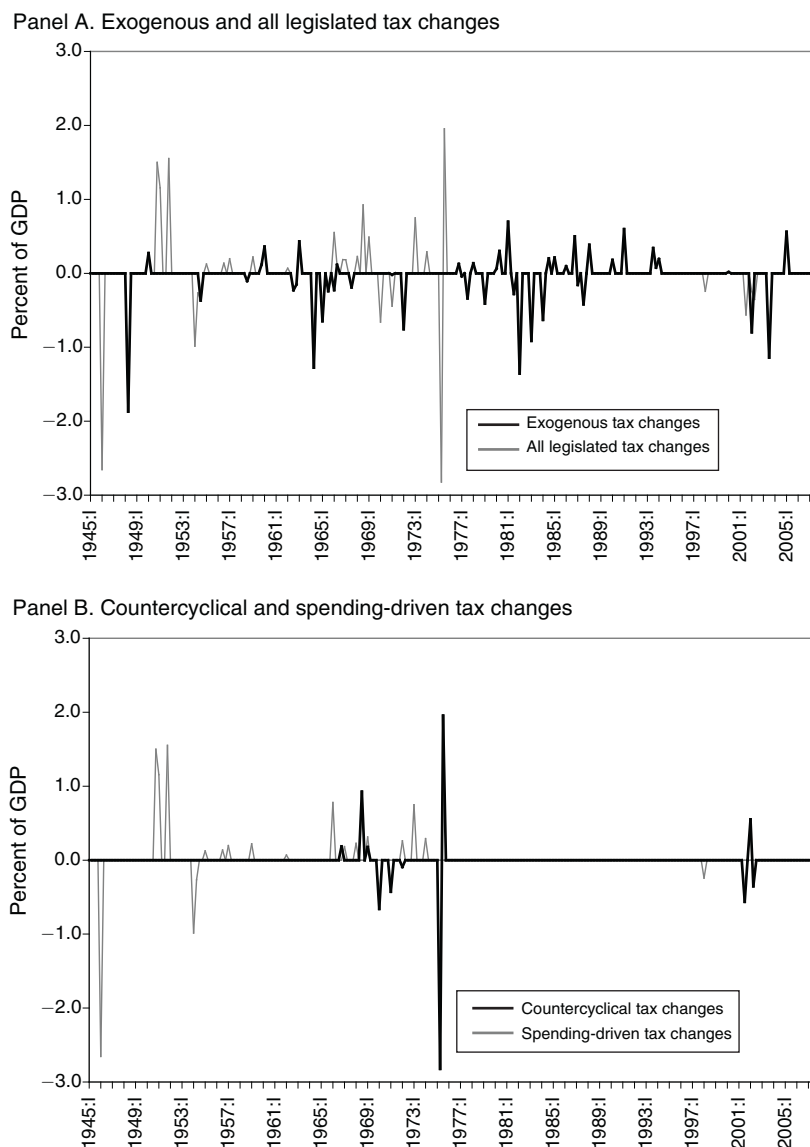 Panel A. Exogenous and all legislated tax changes
3.0
2.0
1.0
0.0
−1.0
−2.0
−3.0
Percent of GDP
Exogenous tax changes
All legislated tax changes
1945:I
1949:I
1953:I
1957:I
1961:I
1965:I
1969:I
1973:I
1977:I
1981:I
1985:I
1989:I
1993:I
1997:I
2001:I
2005:I
Panel B. Countercyclical and spending-driven tax changes
3.0
2.0
1.0
0.0
−1.0
−2.0
−3.0
Percent of GDP
Countercyclical tax changes
Spending-driven tax changes
1945:I
1949:I
1953:I
1957:I
1961:I
1965:I
1969:I
1973:I
1977:I
1981:I
1985:I
1989:I
1993:I
1997:I
2001:I
2005:I